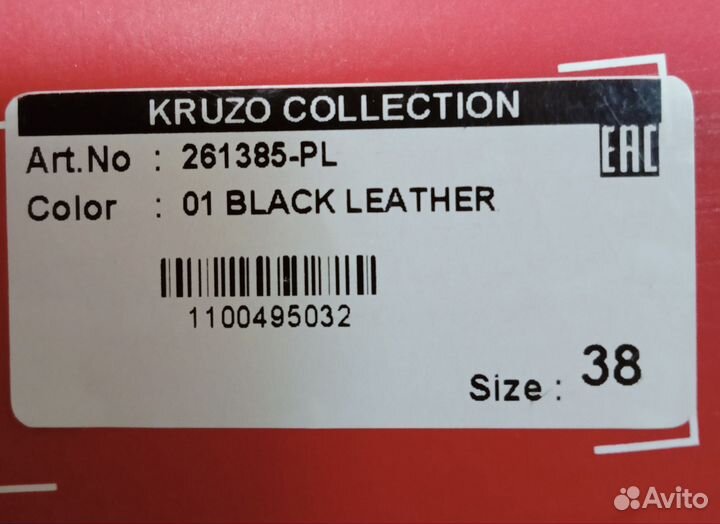 KRUZO COLLECTION
Art.No : 261385-PL
EAC
Color : 01 BLACK LEATHER
1100495032
Size : 38
Avito